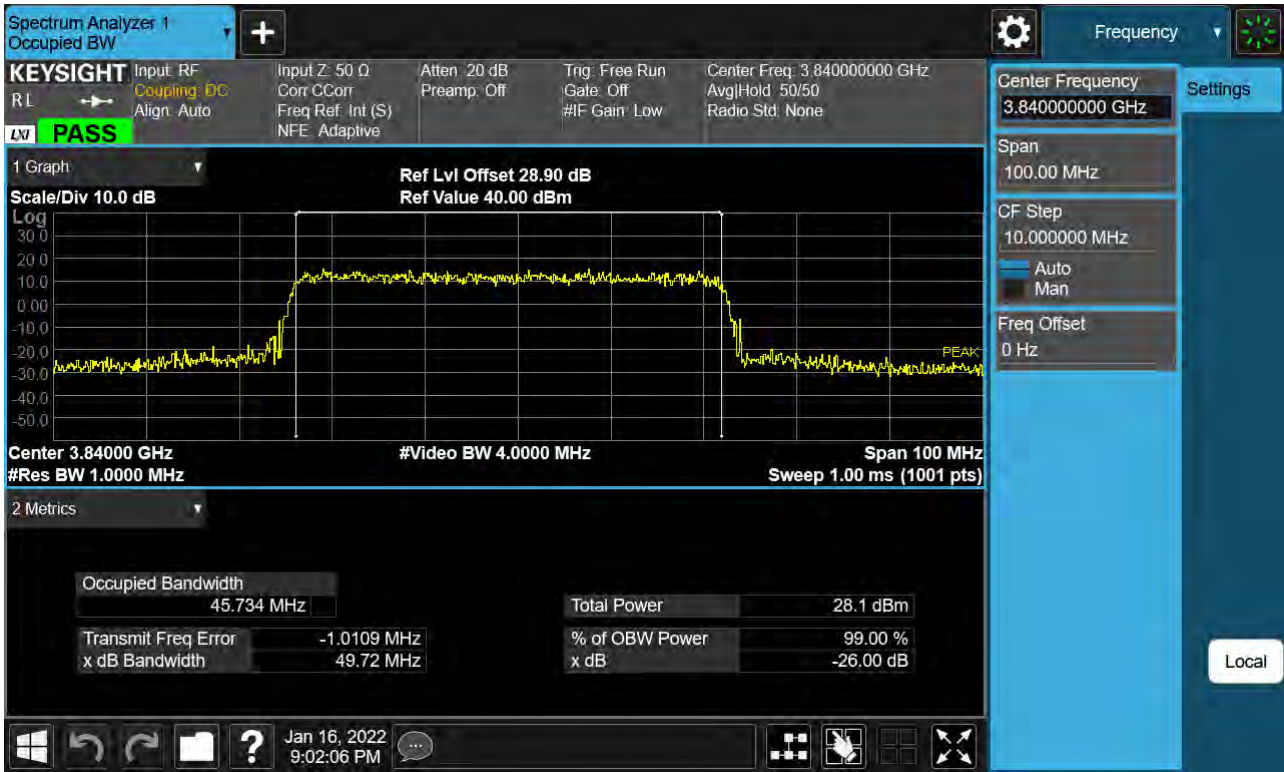 Spectrum Analyzer 1
Occupied BW
Frequency
KEYSIGHT
RL
LXI
PASS
Input: RF
Coupling: DC
Align: Auto
Input Z: 50 Ω
Corr CCorr
Freq Ref: Int (S)
NFE: Adaptive
Atten: 20 dB
Preamp: Off
Trig: Free Run
Gate: Off
#IF Gain: Low
Center Freq: 3.840000000 GHz
Avg|Hold: 50/50
Radio Std: None
Center Frequency
3.840000000 GHz
Settings
Span
100.00 MHz
CF Step
10.000000 MHz
Auto
Man
Freq Offset
0 Hz
Local
1 Graph
Scale/Div 10.0 dB
Ref Lvl Offset 28.90 dB
Ref Value 40.00 dBm
Log
30.0
20.0
10.0
0.00
-10.0
-20.0
-30.0
-40.0
-50.0
PEAK
Center 3.84000 GHz
#Res BW 1.0000 MHz
#Video BW 4.0000 MHz
Span 100 MHz
Sweep 1.00 ms (1001 pts)
2 Metrics
Occupied Bandwidth
45.734 MHz
Transmit Freq Error -1.0109 MHz
x dB Bandwidth 49.72 MHz
Total Power 28.1 dBm
% of OBW Power 99.00 %
x dB -26.00 dB
Jan 16, 2022
9:02:06 PM